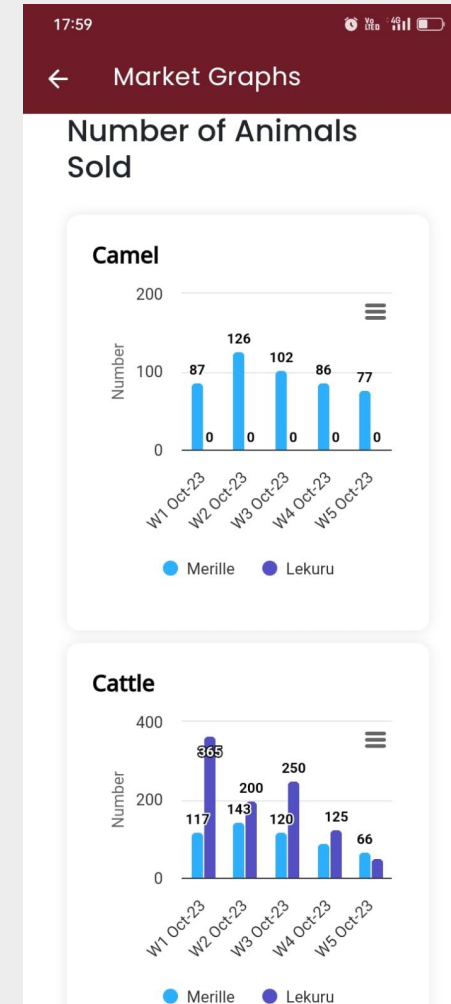 17:59
Yo LTE D 4G
Market Graphs
Number of Animals
Sold
Camel
200
100
0
Number
87 126 102 86 77
0 0 0 0 0
W1 Oct-23 W2 Oct-23 W3 Oct-23 W4 Oct-23 W5 Oct-23
Merille Lekuru
Cattle
400
200
0
Number
365
117 143 200 120 250 125 66
W1 Oct-23 W2 Oct-23 W3 Oct-23 W4 Oct-23 W5 Oct-23
Merille Lekuru